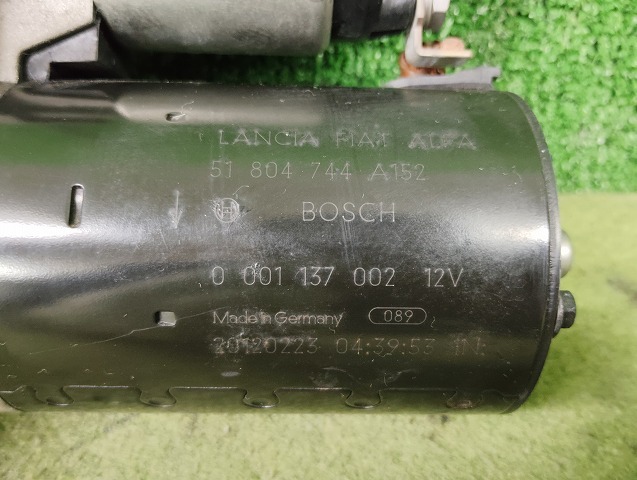 LANCIA FIAT ALFA
51 804 744 A152
BOSCH
0 001 137 002 12V
Made in Germany 089
20120223 04:39:53 1N